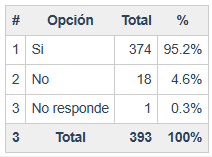 # Opción Total %
1 Si 374 95.2%
2 No 18 4.6%
3 No responde 1 0.3%
3 Total 393 100%